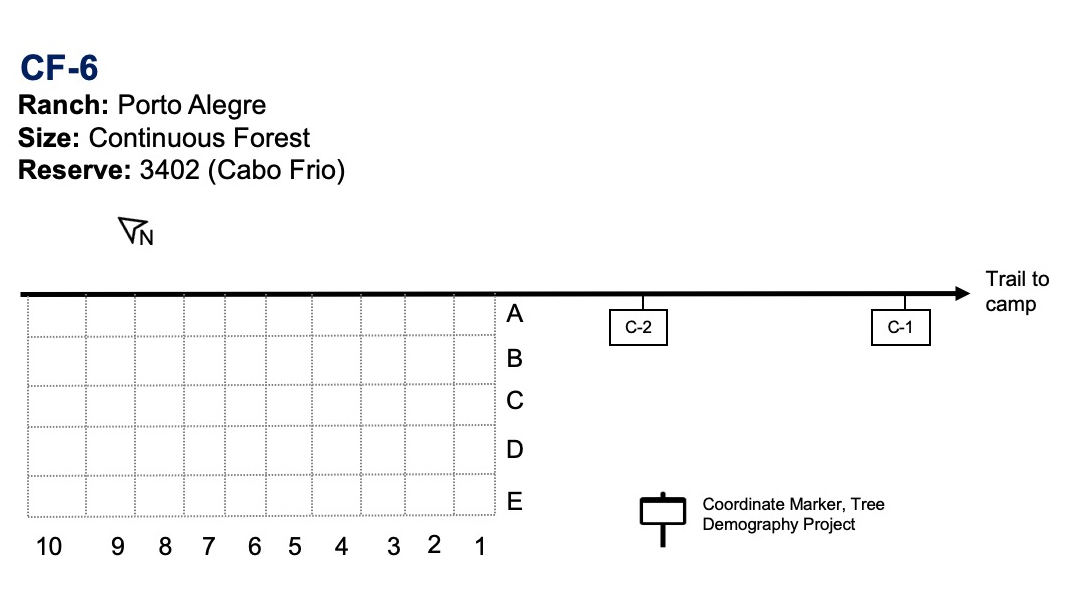 CF-6
Ranch: Porto Alegre
Size: Continuous Forest
Reserve: 3402 (Cabo Frio)
N
Trail to
camp
A
C-2
C-1
B
C
D
E
Coordinate Marker, Tree
Demography Project
10 9 8 7 6 5 4 3 2 1